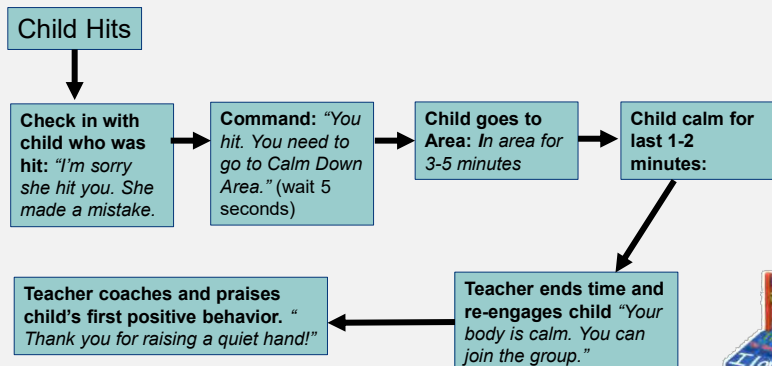 Child Hits
Check in with
child who was
hit: “I’m sorry
she hit you. She
made a mistake.
Command: “You
hit. You need to
go to Calm Down
Area.” (wait 5
seconds)
Child goes to
Area: In area for
3-5 minutes
Child calm for
last 1-2
minutes:
Teacher ends time and
re-engages child “Your
body is calm. You can
join the group.”
Teacher coaches and praises
child’s first positive behavior. “
Thank you for raising a quiet hand!”